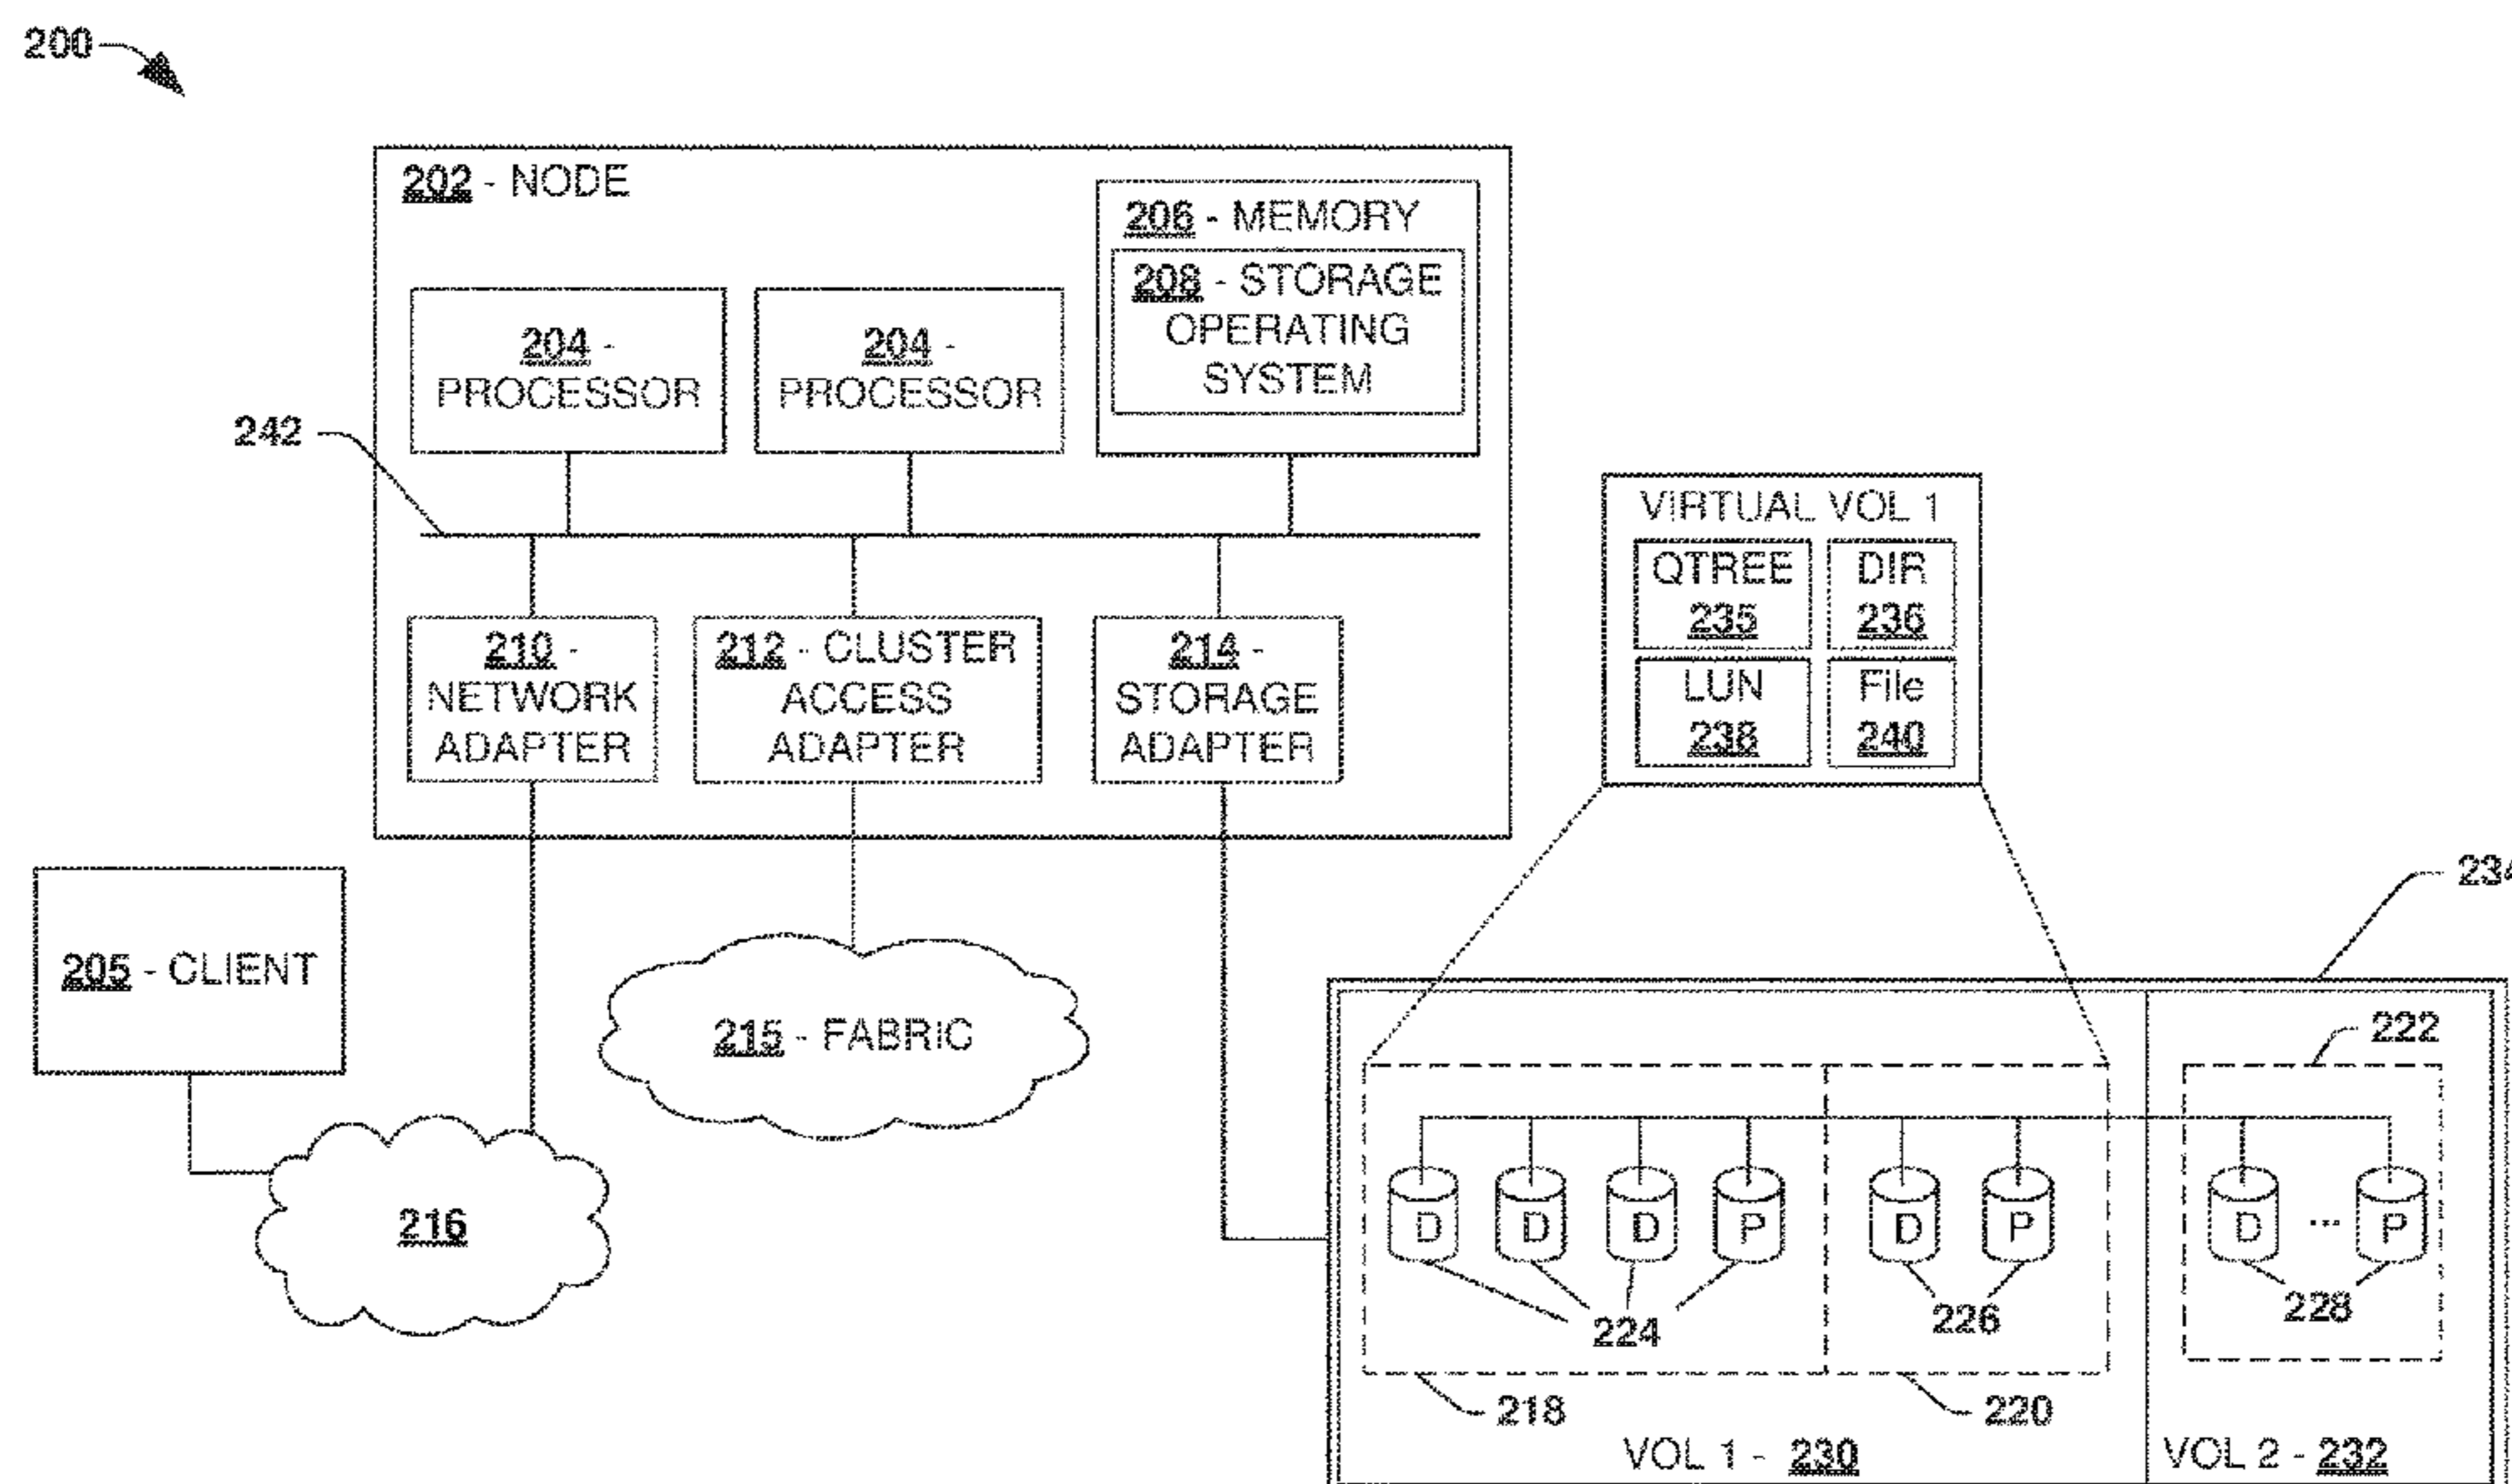 200
202 - NODE
206 - MEMORY
208 - STORAGE
OPERATING
SYSTEM
204 -
PROCESSOR
204 -
PROCESSOR
242
210 -
NETWORK
ADAPTER
212 - CLUSTER
ACCESS
ADAPTER
214 -
STORAGE
ADAPTER
VIRTUAL VOL 1
QTREE
235
DIR
236
LUN
238
File
240
205 - CLIENT
215 - FABRIC
216
234
222
D
D
D
P
D
P
D
...
P
224
226
228
218
220
VOL 1 - 230
VOL 2 - 232